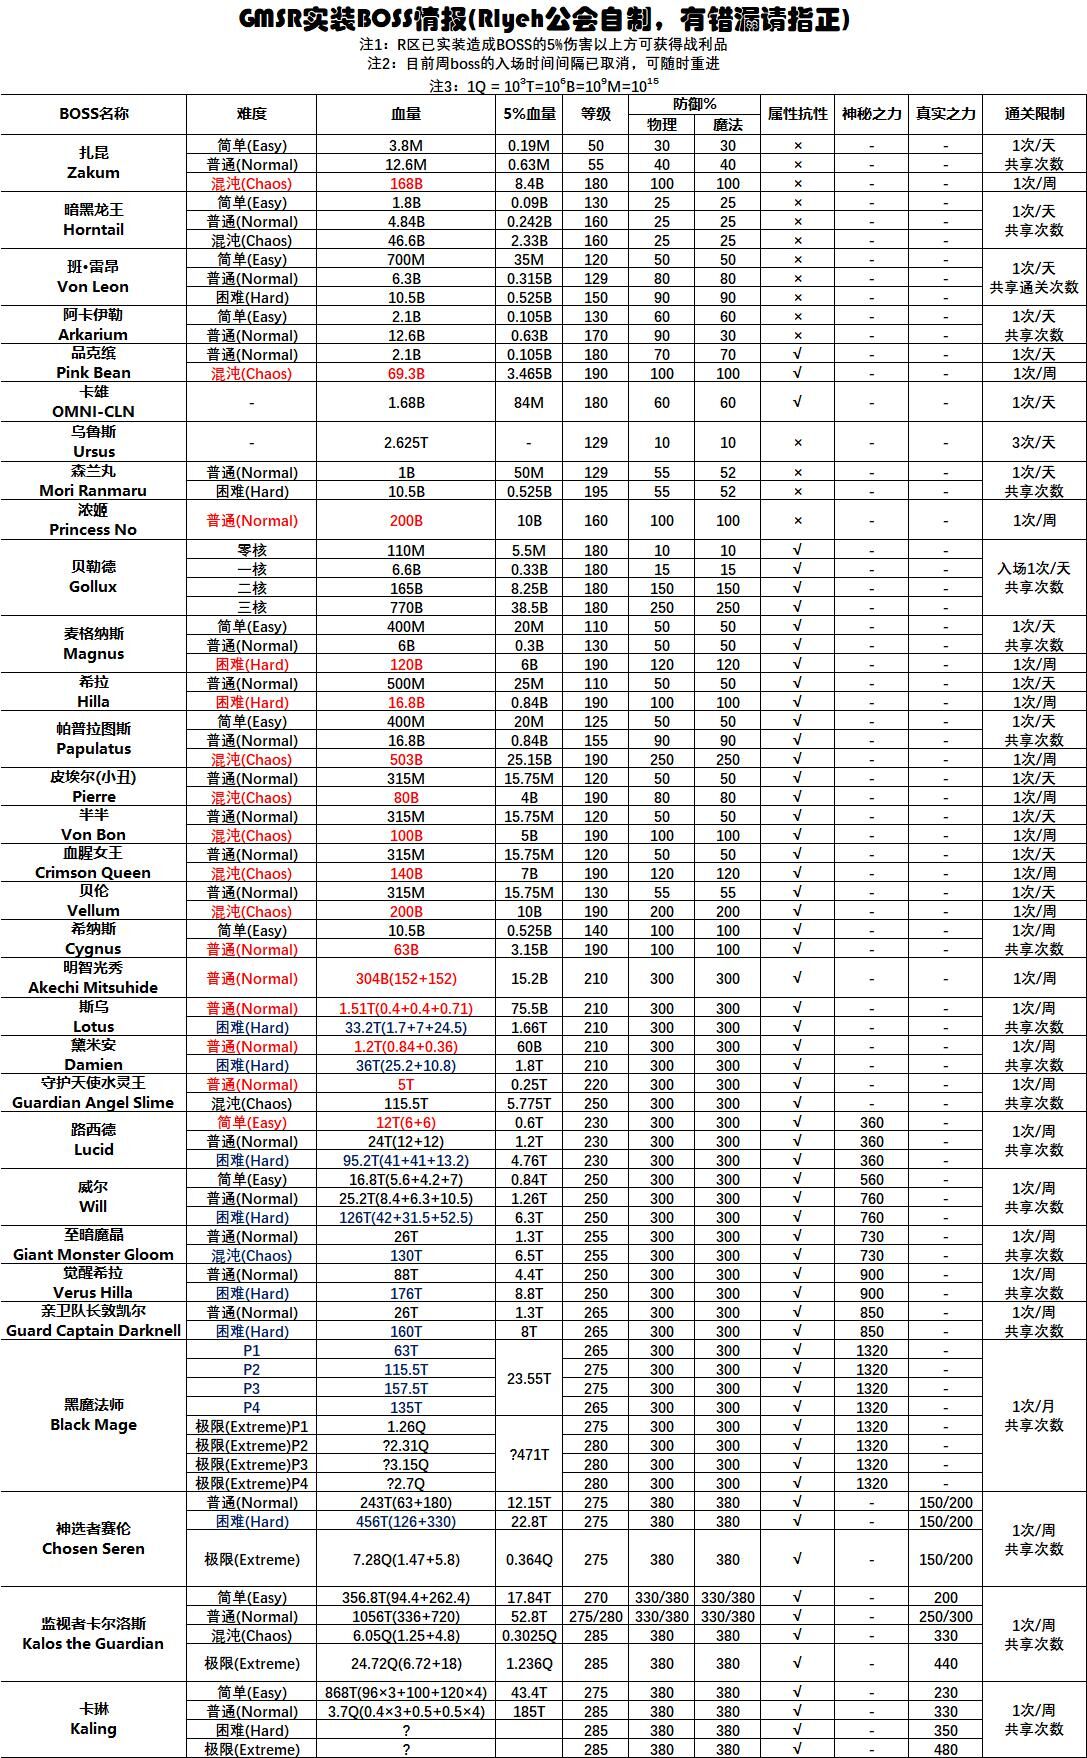 GMSR实装BOSS情报(Rlyeh公会自制，有错漏请指正)
注1：R区已实装造成BOSS的5%伤害以上方可获得战利品
注2：目前周boss的入场时间间隔已取消，可随时重进
注3：1Q = 10³T=10⁶B=10⁹M=10¹⁵
BOSS名称 难度 血量 5%血量 等级 防御% 属性抗性 神秘之力 真实之力 通关限制
物理 魔法
扎昆 Zakum
简单(Easy) 3.8M 0.19M 50 30 30 × - - 1次/天 共享次数
普通(Normal) 12.6M 0.63M 55 40 40 × - -
混沌(Chaos) 168B 8.4B 180 100 100 × - - 1次/周
暗黑龙王 Horntail
简单(Easy) 1.8B 0.09B 130 25 25 × - - 1次/天 共享次数
普通(Normal) 4.84B 0.242B 160 25 25 × - -
混沌(Chaos) 46.6B 2.33B 160 25 25 × - -
班·雷昂 Von Leon
简单(Easy) 700M 35M 120 50 50 × - - 1次/天 共享通关次数
普通(Normal) 6.3B 0.315B 129 80 80 × - -
困难(Hard) 10.5B 0.525B 150 90 90 × - -
阿卡伊勒 Arkarium
简单(Easy) 2.1B 0.105B 130 60 60 × - - 1次/天 共享次数
普通(Normal) 12.6B 0.63B 170 90 30 × - -
品克缤 Pink Bean
普通(Normal) 2.1B 0.105B 180 70 70 √ - - 1次/天
混沌(Chaos) 69.3B 3.465B 190 100 100 √ - - 1次/周
卡雄 OMNI-CLN
- 1.68B 84M 180 60 60 √ - - 1次/天
乌鲁斯 Ursus
- 2.625T - 129 10 10 × - - 3次/天
森兰丸 Mori Ranmaru
普通(Normal) 1B 50M 129 55 52 × - - 1次/天 共享次数
困难(Hard) 10.5B 0.525B 195 55 52 × - -
浓姬 Princess No
普通(Normal) 200B 10B 160 100 100 × - - 1次/周
贝勒德 Gollux
零核 110M 5.5M 180 10 10 √ - - 入场1次/天 共享次数
一核 6.6B 0.33B 180 15 15 √ - -
二核 165B 8.25B 180 150 150 √ - -
三核 770B 38.5B 180 250 250 √ - -
麦格纳斯 Magnus
简单(Easy) 400M 20M 110 50 50 √ - - 1次/天 共享次数
普通(Normal) 6B 0.3B 130 50 50 √ - -
困难(Hard) 120B 6B 190 120 120 √ - - 1次/周
希拉 Hilla
普通(Normal) 500M 25M 110 50 50 √ - - 1次/天
困难(Hard) 16.8B 0.84B 190 100 100 √ - - 1次/周
帕普拉图斯 Papulatus
简单(Easy) 400M 20M 125 50 50 √ - - 1次/天 共享次数
普通(Normal) 16.8B 0.84B 155 90 90 √ - -
混沌(Chaos) 503B 25.15B 190 250 250 √ - - 1次/周
皮埃尔(小丑) Pierre
普通(Normal) 315M 15.75M 120 50 50 √ - - 1次/天
混沌(Chaos) 80B 4B 190 80 80 √ - - 1次/周
半半 Von Bon
普通(Normal) 315M 15.75M 120 50 50 √ - - 1次/天
混沌(Chaos) 100B 5B 190 100 100 √ - - 1次/周
血腥女王 Crimson Queen
普通(Normal) 315M 15.75M 120 50 50 √ - - 1次/天
混沌(Chaos) 140B 7B 190 120 120 √ - - 1次/周
贝伦 Vellum
普通(Normal) 315M 15.75M 130 55 55 √ - - 1次/天
混沌(Chaos) 200B 10B 190 200 200 √ - - 1次/周
希纳斯 Cygnus
简单(Easy) 10.5B 0.525B 140 100 100 √ - - 1次/周 共享次数
普通(Normal) 63B 3.15B 190 100 100 √ - -
明智光秀 Akechi Mitsuhide
普通(Normal) 304B(152+152) 15.2B 210 300 300 √ - - 1次/周
斯乌 Lotus
普通(Normal) 1.51T(0.4+0.4+0.71) 75.5B 210 300 300 √ - - 1次/周 共享次数
困难(Hard) 33.2T(1.7+7+24.5) 1.66T 210 300 300 √ - -
黛米安 Damien
普通(Normal) 1.2T(0.84+0.36) 60B 210 300 300 √ - - 1次/周 共享次数
困难(Hard) 36T(25.2+10.8) 1.8T 210 300 300 √ - -
守护天使水灵王 Guardian Angel Slime
普通(Normal) 5T 0.25T 220 300 300 √ - - 1次/周 共享次数
混沌(Chaos) 115.5T 5.775T 250 300 300 √ - -
路西德 Lucid
简单(Easy) 12T(6+6) 0.6T 230 300 300 √ 360 - 1次/周 共享次数
普通(Normal) 24T(12+12) 1.2T 230 300 300 √ 360 -
困难(Hard) 95.2T(41+41+13.2) 4.76T 230 300 300 √ 360 -
威尔 Will
简单(Easy) 16.8T(5.6+4.2+7) 0.84T 250 300 300 √ 560 - 1次/周 共享次数
普通(Normal) 25.2T(8.4+6.3+10.5) 1.26T 250 300 300 √ 760 -
困难(Hard) 126T(42+31.5+52.5) 6.3T 250 300 300 √ 760 -
至暗魔晶 Giant Monster Gloom
普通(Normal) 26T 1.3T 255 300 300 √ 730 - 1次/周 共享次数
混沌(Chaos) 130T 6.5T 255 300 300 √ 730 -
觉醒希拉 Verus Hilla
普通(Normal) 88T 4.4T 250 300 300 √ 900 - 1次/周 共享次数
困难(Hard) 176T 8.8T 250 300 300 √ 900 -
亲卫队长敦凯尔 Guard Captain Darknell
普通(Normal) 26T 1.3T 265 300 300 √ 850 - 1次/周 共享次数
困难(Hard) 160T 8T 265 300 300 √ 850 -
黑魔法师 Black Mage
P1 63T 23.55T 265 300 300 √ 1320 - 1次/月 共享次数
P2 115.5T 275 300 300 √ 1320 -
P3 157.5T 275 300 300 √ 1320 -
P4 135T 265 300 300 √ 1320 -
极限(Extreme)P1 1.26Q ?471T 275 300 300 √ 1320 -
极限(Extreme)P2 ?2.31Q 280 300 300 √ 1320 -
极限(Extreme)P3 ?3.15Q 280 300 300 √ 1320 -
极限(Extreme)P4 ?2.7Q 280 300 300 √ 1320 -
神选者赛伦 Chosen Seren
普通(Normal) 243T(63+180) 12.15T 275 380 380 √ - 150/200 1次/周 共享次数
困难(Hard) 456T(126+330) 22.8T 275 380 380 √ - 150/200
极限(Extreme) 7.28Q(1.47+5.8) 0.364Q 275 380 380 √ - 150/200
监视者卡尔洛斯 Kalos the Guardian
简单(Easy) 356.8T(94.4+262.4) 17.84T 270 330/380 330/380 √ - 200 1次/周 共享次数
普通(Normal) 1056T(336+720) 52.8T 275/280 330/380 330/380 √ - 250/300
混沌(Chaos) 6.05Q(1.25+4.8) 0.3025Q 285 380 380 √ - 330
极限(Extreme) 24.72Q(6.72+18) 1.236Q 285 380 380 √ - 440
卡琳 Kaling
简单(Easy) 868T(96×3+100+120×4) 43.4T 275 380 380 √ - 230 1次/周 共享次数
普通(Normal) 3.7Q(0.4×3+0.5+0.5×4) 185T 285 380 380 √ - 330
困难(Hard) ? 285 380 380 √ - 350
极限(Extreme) ? 285 380 380 √ - 480